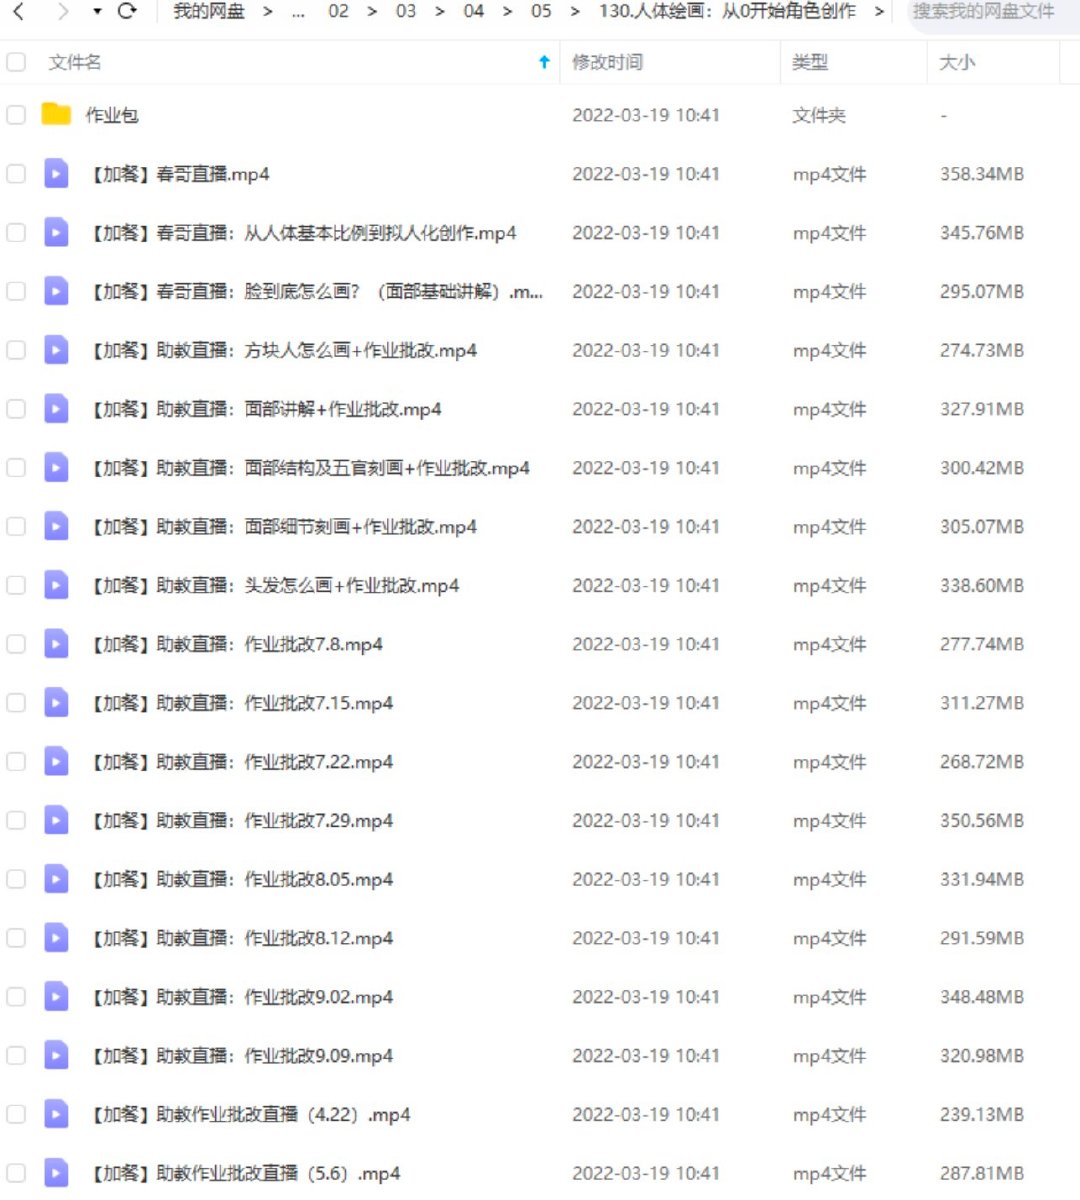 我的网盘 > ... 02 > 03 > 04 > 05 > 130.人体绘画：从0开始角色创作 > 搜索我的网盘文件
文件名 修改时间 类型 大小
作业包 2022-03-19 10:41 文件夹 -
【加餐】春哥直播.mp4 2022-03-19 10:41 mp4文件 358.34MB
【加餐】春哥直播：从人体基本比例到拟人化创作.mp4 2022-03-19 10:41 mp4文件 345.76MB
【加餐】春哥直播：脸到底怎么画？（面部基础讲解）.m... 2022-03-19 10:41 mp4文件 295.07MB
【加餐】助教直播：方块人怎么画+作业批改.mp4 2022-03-19 10:41 mp4文件 274.73MB
【加餐】助教直播：面部讲解+作业批改.mp4 2022-03-19 10:41 mp4文件 327.91MB
【加餐】助教直播：面部结构及五官刻画+作业批改.mp4 2022-03-19 10:41 mp4文件 300.42MB
【加餐】助教直播：面部细节刻画+作业批改.mp4 2022-03-19 10:41 mp4文件 305.07MB
【加餐】助教直播：头发怎么画+作业批改.mp4 2022-03-19 10:41 mp4文件 338.60MB
【加餐】助教直播：作业批改7.8.mp4 2022-03-19 10:41 mp4文件 277.74MB
【加餐】助教直播：作业批改7.15.mp4 2022-03-19 10:41 mp4文件 311.27MB
【加餐】助教直播：作业批改7.22.mp4 2022-03-19 10:41 mp4文件 268.72MB
【加餐】助教直播：作业批改7.29.mp4 2022-03-19 10:41 mp4文件 350.56MB
【加餐】助教直播：作业批改8.05.mp4 2022-03-19 10:41 mp4文件 331.94MB
【加餐】助教直播：作业批改8.12.mp4 2022-03-19 10:41 mp4文件 291.59MB
【加餐】助教直播：作业批改9.02.mp4 2022-03-19 10:41 mp4文件 348.48MB
【加餐】助教直播：作业批改9.09.mp4 2022-03-19 10:41 mp4文件 320.98MB
【加餐】助教作业批改直播（4.22）.mp4 2022-03-19 10:41 mp4文件 239.13MB
【加餐】助教作业批改直播（5.6）.mp4 2022-03-19 10:41 mp4文件 287.81MB